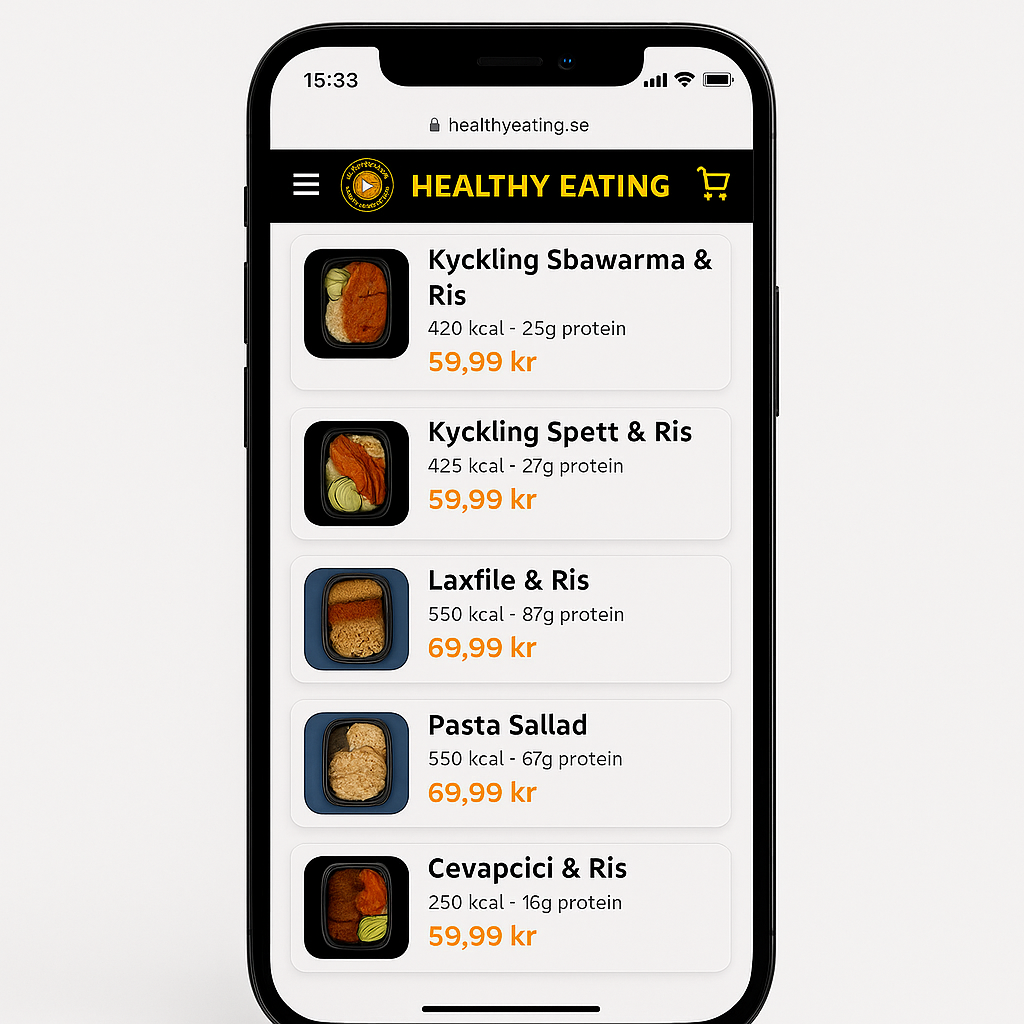 15:33
healthyeating.se
HEALTHY EATING
Kyckling Sbawarma &
Ris
420 kcal - 25g protein
59,99 kr
Kyckling Spett & Ris
425 kcal - 27g protein
59,99 kr
Laxfile & Ris
550 kcal - 87g protein
69,99 kr
Pasta Sallad
550 kcal - 67g protein
69,99 kr
Cevapcici & Ris
250 kcal - 16g protein
59,99 kr